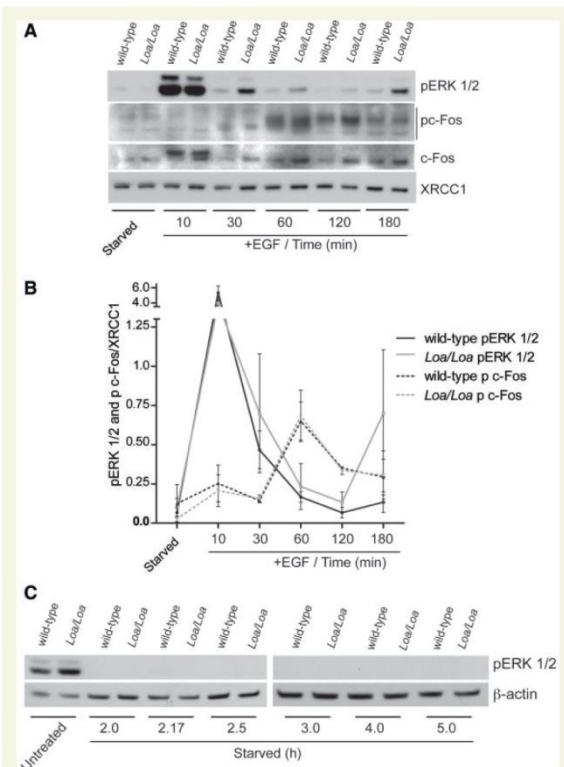 A
wild-type Loa/Loa wild-type Loa/Loa wild-type Loa/Loa wild-type Loa/Loa wild-type Loa/Loa wild-type Loa/Loa
pERK 1/2
pc-Fos
c-Fos
XRCC1
Starved 10 30 60 120 180
+EGF / Time (min)
B
pERK 1/2 and p c-Fos/XRCC1
6.0
4.0
1.25
1.0
0.75
0.50
0.25
0.0
wild-type pERK 1/2
Loa/Loa pERK 1/2
wild-type p c-Fos
Loa/Loa p c-Fos
Starved 10 30 60 120 180
+EGF / Time (min)
C
wild-type Loa/Loa wild-type Loa/Loa wild-type Loa/Loa wild-type Loa/Loa wild-type Loa/Loa wild-type Loa/Loa wild-type Loa/Loa
pERK 1/2
β-actin
Untreated 2.0 2.17 2.5 3.0 4.0 5.0
Starved (h)